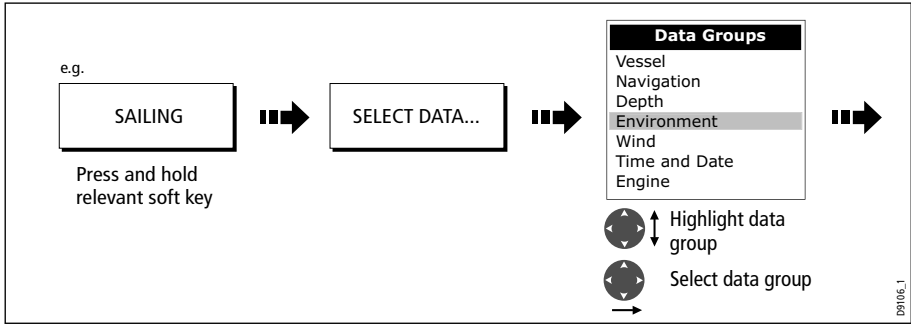 e.g.
SAILING
Press and hold
relevant soft key
SELECT DATA...
Data Groups
Vessel
Navigation
Depth
Environment
Wind
Time and Date
Engine
Highlight data
group
Select data group
D9106_1